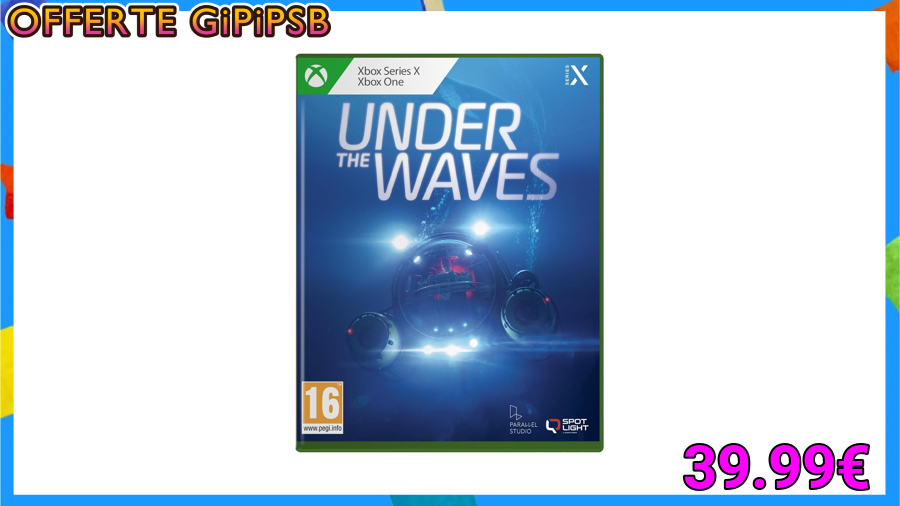 OFFERTE GiPiPSB
Xbox Series X
Xbox One
SERIES X
UNDER
THE WAVES
16
www.pegi.info
PARALLEL
STUDIO
SPOT
LIGHT
39.99€